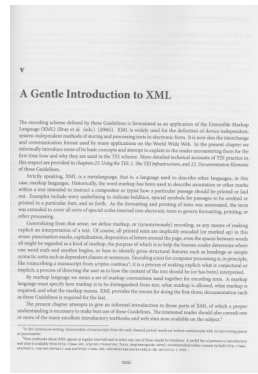 v
A Gentle Introduction to XML
The encoding scheme defined by these Guidelines is formulated as an application of the Extensible Markup
Language (XML) (Bray et al. (eds.) (2006)). XML is widely used for the definition of device-independent,
system-independent methods of storing and processing texts in electronic form. It is now also the interchange
and communication format used by many applications on the World Wide Web. In the present chapter we
informally introduce some of its basic concepts and attempt to explain to the reader encountering them for the
first time how and why they are used in the TEI scheme. More detailed technical accounts of TEI practice in
this respect are provided in chapters 23. Using the TEI, 1. The TEI Infrastructure, and 22. Documentation Elements
of these Guidelines.
Strictly speaking, XML is a metalanguage, that is, a language used to describe other languages, in this
case, markup languages. Historically, the word markup has been used to describe annotation or other marks
within a text intended to instruct a compositor or typist how a particular passage should be printed or laid
out. Examples include wavy underlining to indicate boldface, special symbols for passages to be omitted or
printed in a particular font, and so forth. As the formatting and printing of texts was automated, the term
was extended to cover all sorts of special codes inserted into electronic texts to govern formatting, printing, or
other processing.
Generalizing from that sense, we define markup, or (synonymously) encoding, as any means of making
explicit an interpretation of a text. Of course, all printed texts are implicitly encoded (or marked up) in this
sense: punctuation marks, capitalization, disposition of letters around the page, even the spaces between words
all might be regarded as a kind of markup, the purpose of which is to help the human reader determine where
one word ends and another begins, or how to identify gross structural features such as headings or simple
syntactic units such as dependent clauses or sentences. Encoding a text for computer processing is, in principle,
like transcribing a manuscript from scriptio continua; it is a process of making explicit what is conjectural or
implicit, a process of directing the user as to how the content of the text should be (or has been) interpreted.
By markup language we mean a set of markup conventions used together for encoding texts. A markup
language must specify how markup is to be distinguished from text, what markup is allowed, what markup is
required, and what the markup means. XML provides the means for doing the first three; documentation such
as these Guidelines is required for the last.
The present chapter attempts to give an informal introduction to those parts of XML of which a proper
understanding is necessary to make best use of these Guidelines. The interested reader should also consult one
or more of the many excellent introductory textbooks and web sites now available on the subject.